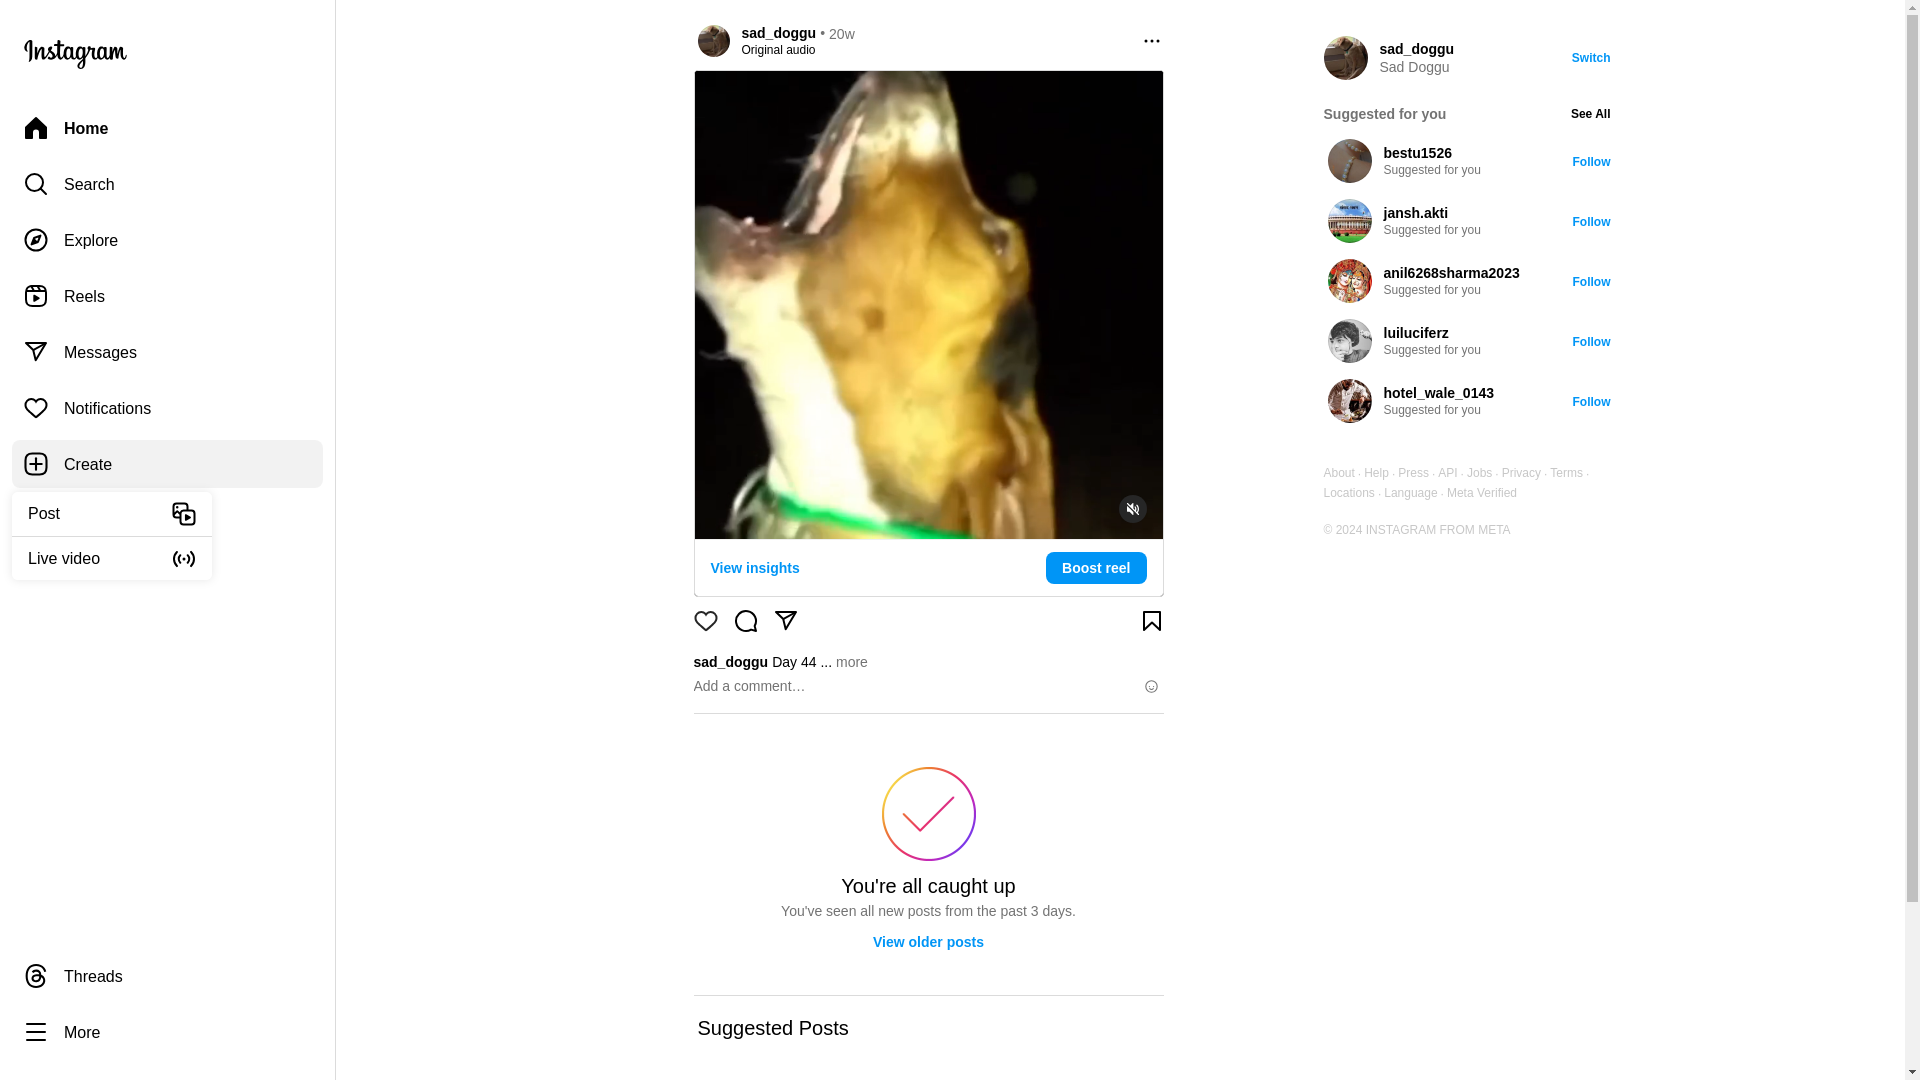 Instagram
Home
Search
Explore
Reels
Messages
Notifications
Create
Post
Live video
Threads
More
sad_doggu • 20w
Original audio
View insights
Boost reel
sad_doggu Day 44 ... more
Add a comment…
You're all caught up
You've seen all new posts from the past 3 days.
View older posts
Suggested Posts
sad_doggu
Sad Doggu
Switch
Suggested for you
See All
bestu1526
Suggested for you
Follow
jansh.akti
Suggested for you
Follow
anil6268sharma2023
Suggested for you
Follow
luiluciferz
Suggested for you
Follow
hotel_wale_0143
Suggested for you
Follow
About · Help · Press · API · Jobs · Privacy · Terms ·
Locations · Language · Meta Verified
© 2024 INSTAGRAM FROM META